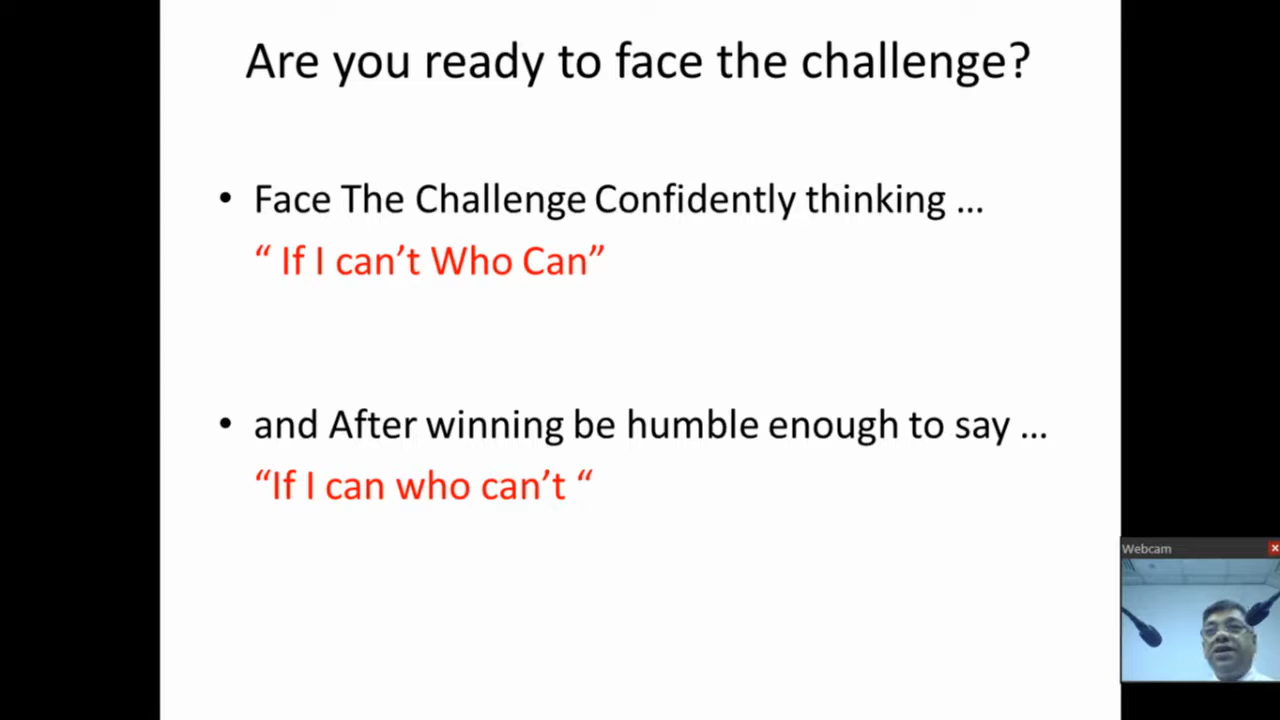 Are you ready to face the challenge?
• Face The Challenge Confidently thinking ...
“ If I can’t Who Can”
• and After winning be humble enough to say ...
“If I can who can’t “
Webcam